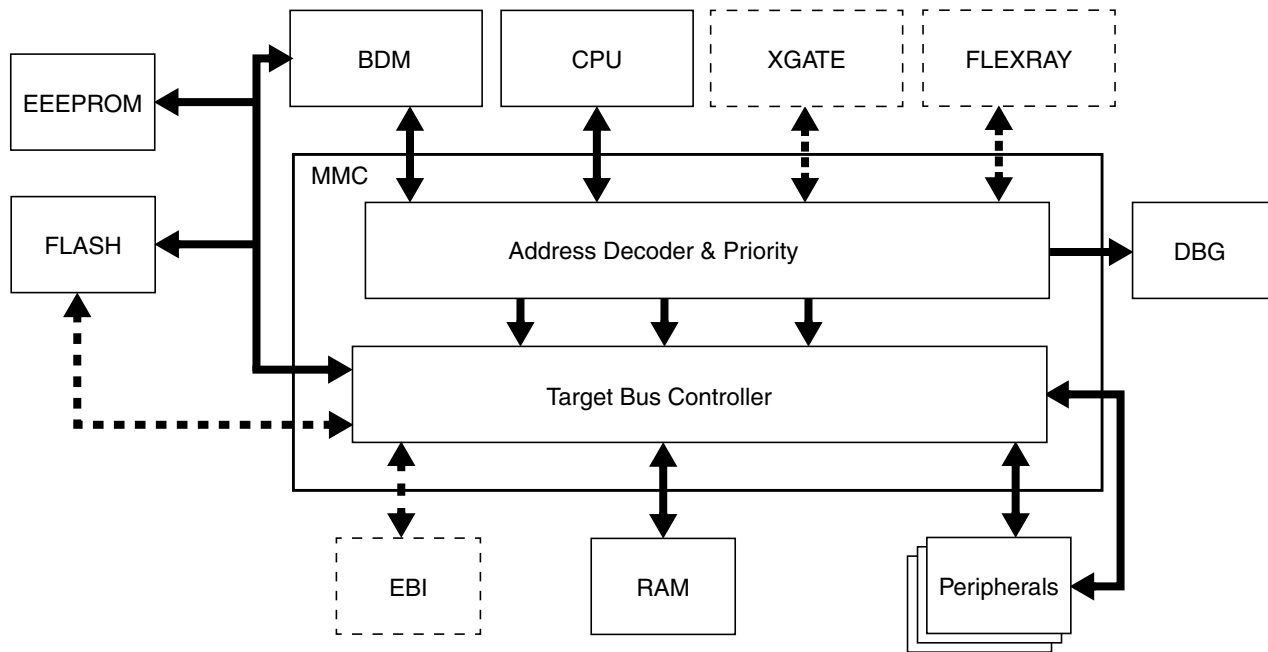 BDM
CPU
XGATE
FLEXRAY
EEEPROM
MMC
FLASH
Address Decoder & Priority
DBG
Target Bus Controller
EBI
RAM
Peripherals